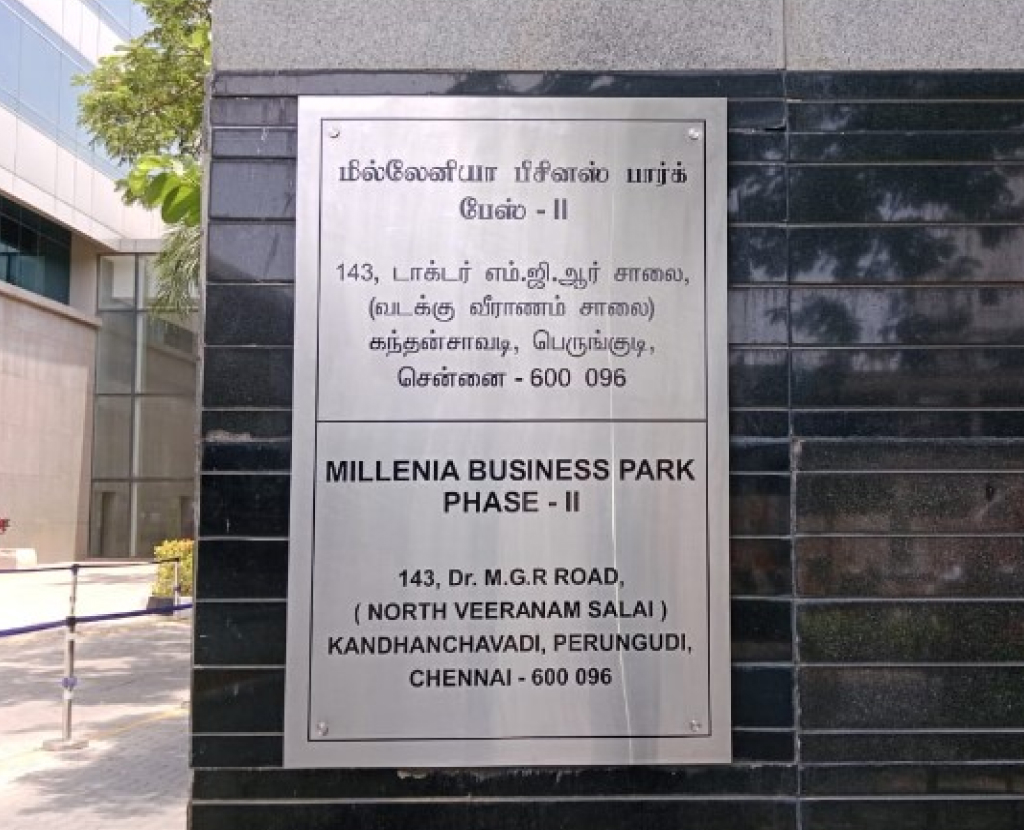 மில்லேனியா பீசினஸ் பார்க்
பேஸ் - II
143, டாக்டர் எம்.ஜி.ஆர் சாலை,
(வடக்கு வீராணம் சாலை)
கந்தன்சாவடி, பெருங்குடி,
சென்னை - 600 096
MILLENIA BUSINESS PARK
PHASE - II
143, Dr. M.G.R ROAD,
( NORTH VEERANAM SALAI )
KANDHANCHAVADI, PERUNGUDI,
CHENNAI - 600 096